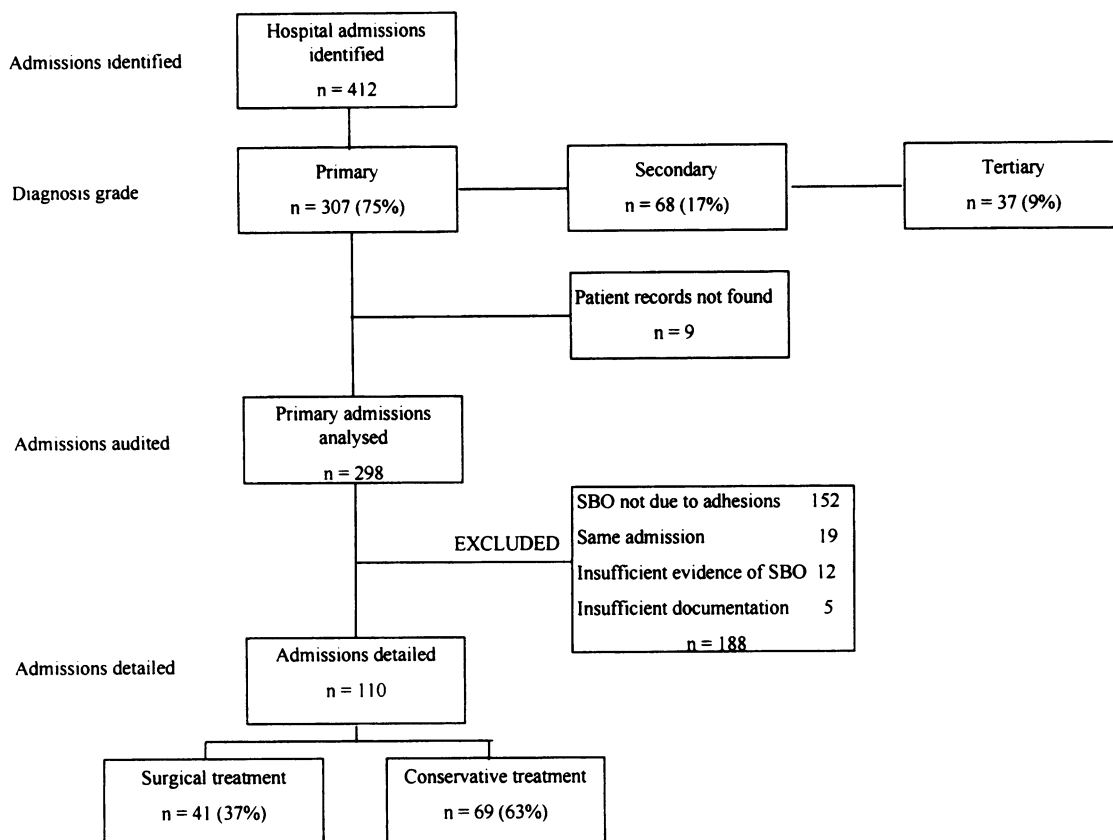 Hospital admissions
identified
n = 412
Admissions identified
Primary
n = 307 (75%)
Secondary
n = 68 (17%)
Tertiary
n = 37 (9%)
Diagnosis grade
Patient records not found
n = 9
Primary admissions
analysed
n = 298
Admissions audited
EXCLUDED
SBO not due to adhesions 152
Same admission 19
Insufficient evidence of SBO 12
Insufficient documentation 5
n = 188
Admissions detailed
Admissions detailed
n = 110
Surgical treatment
n = 41 (37%)
Conservative treatment
n = 69 (63%)